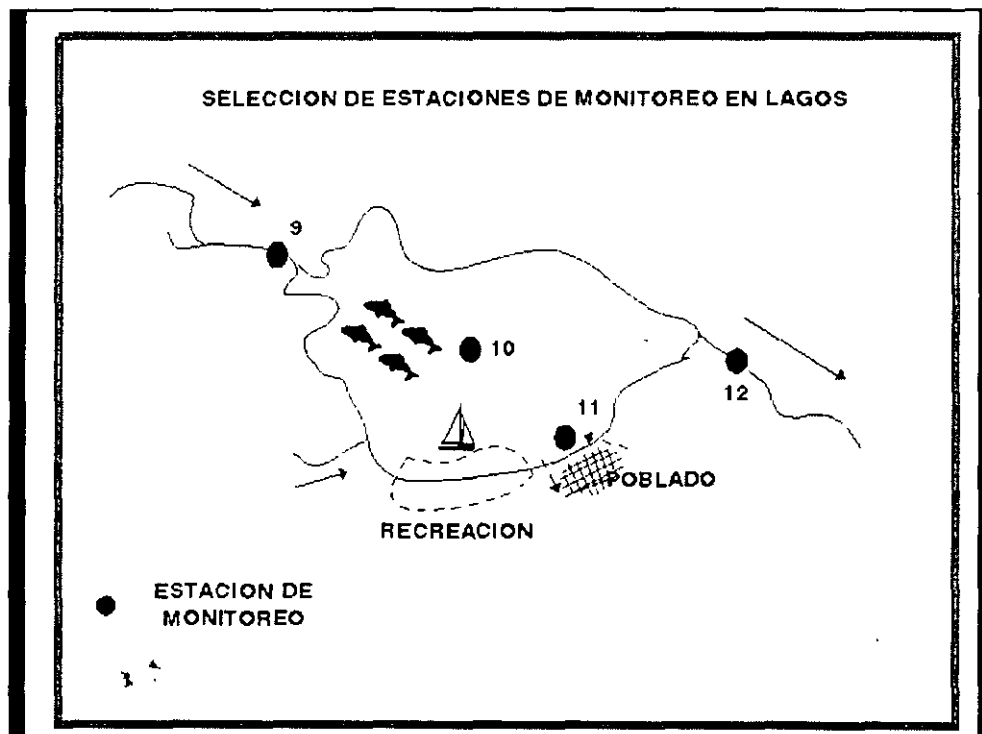 SELECCION DE ESTACIONES DE MONITOREO EN LAGOS
9
10
11
12
POBLADO
RECREACION
ESTACION DE
MONITOREO